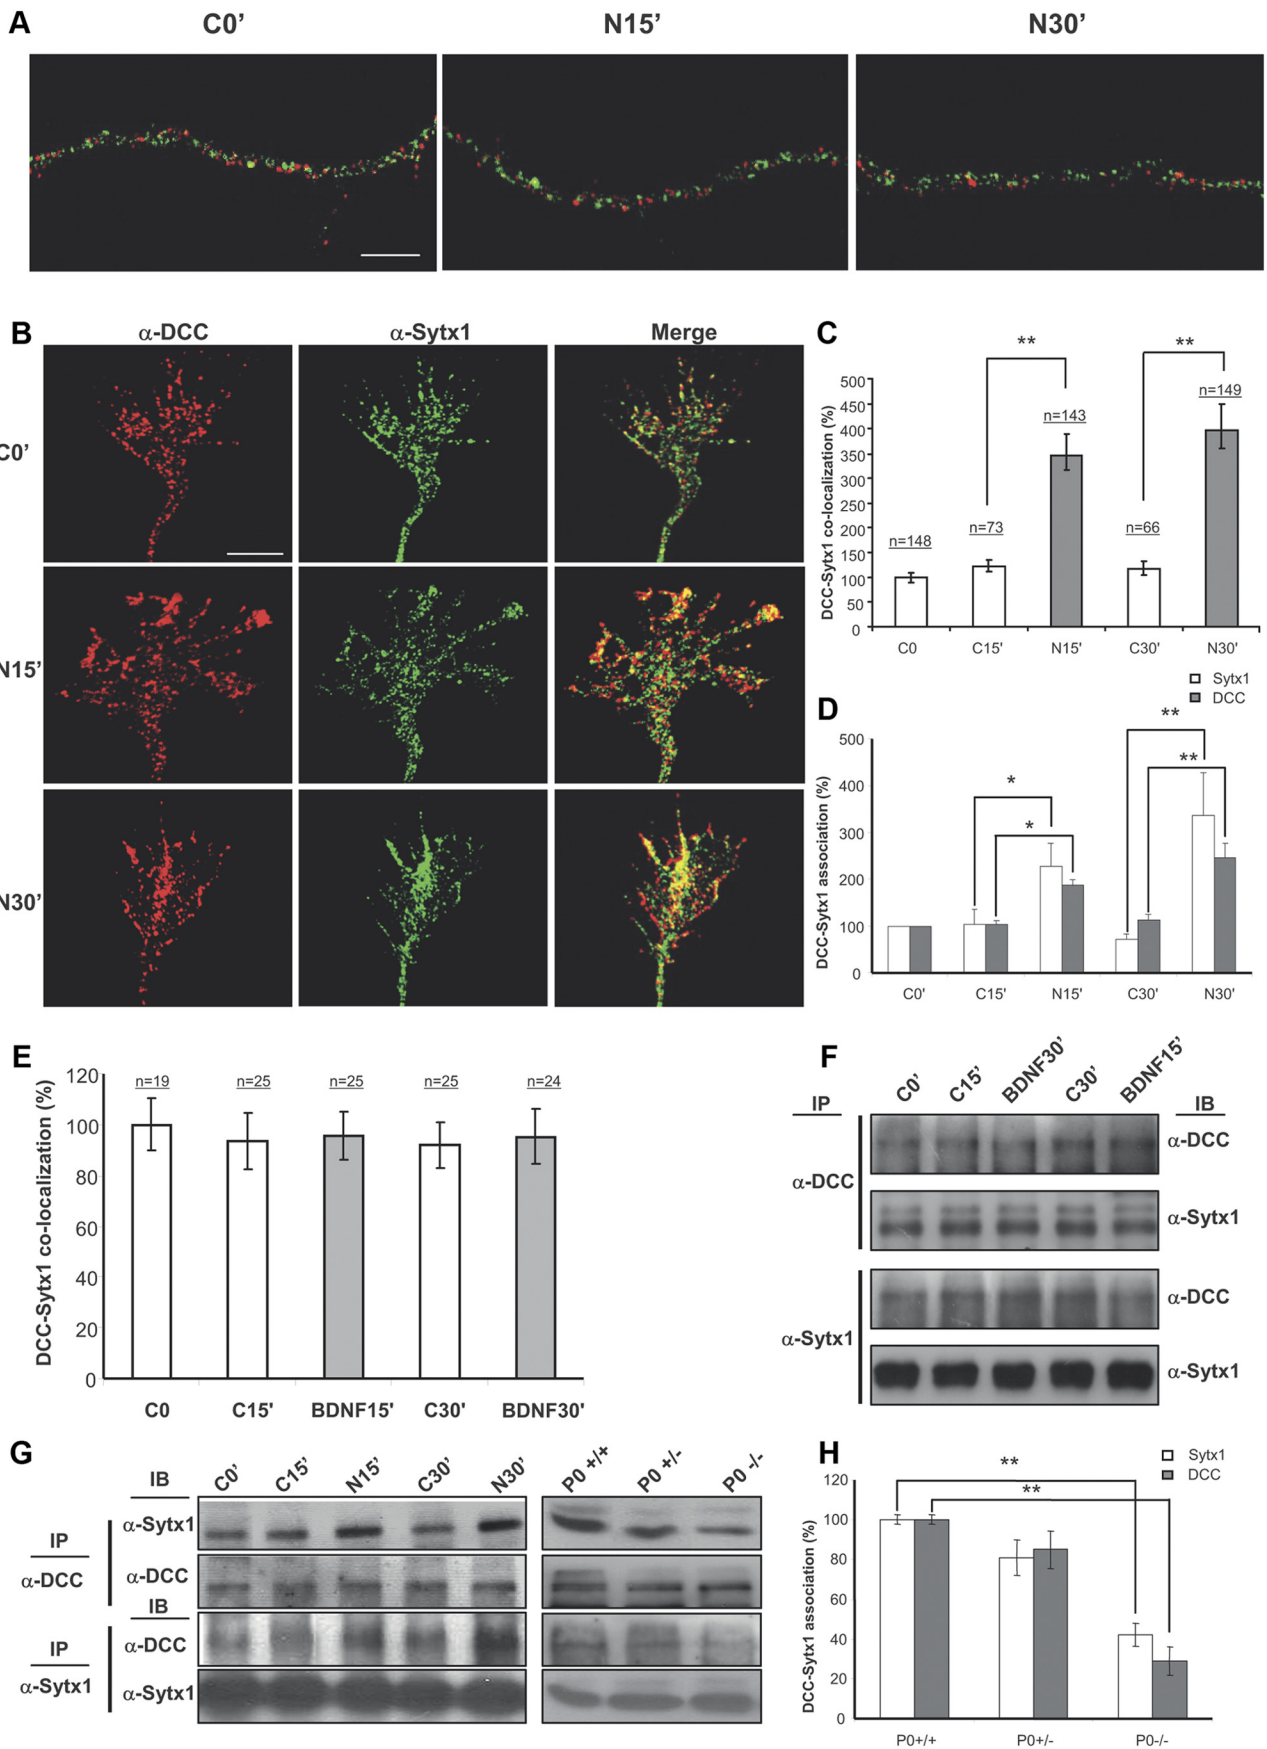 A
C0’ N15’ N30’
B
α-DCC α-Sytx1 Merge
C0’
N15’
N30’
C
DCC-Sytx1 co-localization (%)
500
450
400
350
300
250
200
150
100
50
0
** **
n=148 n=73 n=143 n=66 n=149
C0 C15' N15' C30' N30'
D
Sytx1
DCC
DCC-Sytx1 association (%)
500
400
300
200
100
0
* * ** **
C0' C15' N15' C30' N30'
E
DCC-Sytx1 co-localization (%)
120
100
80
60
40
20
0
n=19 n=25 n=25 n=25 n=24
C0 C15' BDNF15' C30' BDNF30'
F
C0’ C15’ BDNF30’ C30’ BDNF15’
IP IB
α-DCC
α-DCC
α-Sytx1
α-Sytx1
α-DCC
α-Sytx1
G
IB
C0’ C15’ N15’ C30’ N30’ P0 +/+ P0 +/- P0 -/-
IP
α-DCC
α-Sytx1
α-DCC
IB
IP
α-Sytx1
α-DCC
α-Sytx1
H
Sytx1
DCC
DCC-Sytx1 association (%)
120
100
80
60
40
20
0
** **
P0+/+ P0+/- P0-/-